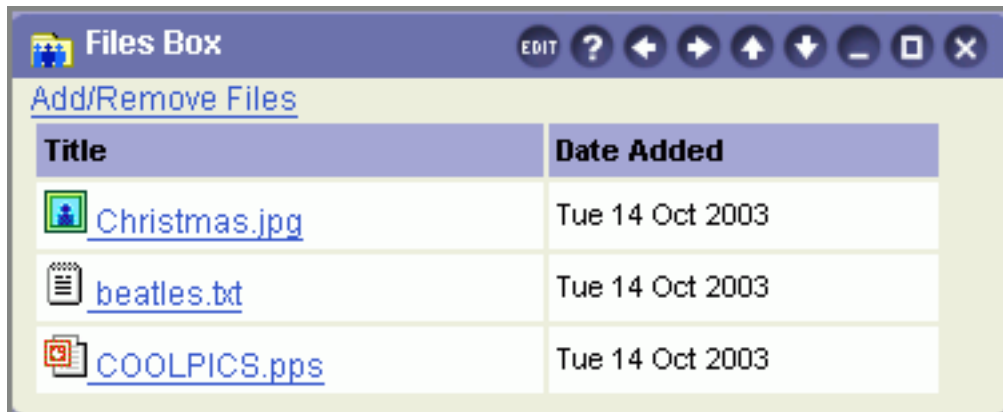 Files Box EDIT ?
Add/Remove Files
Title Date Added
Christmas.jpg Tue 14 Oct 2003
beatles.txt Tue 14 Oct 2003
COOLPICS.pps Tue 14 Oct 2003